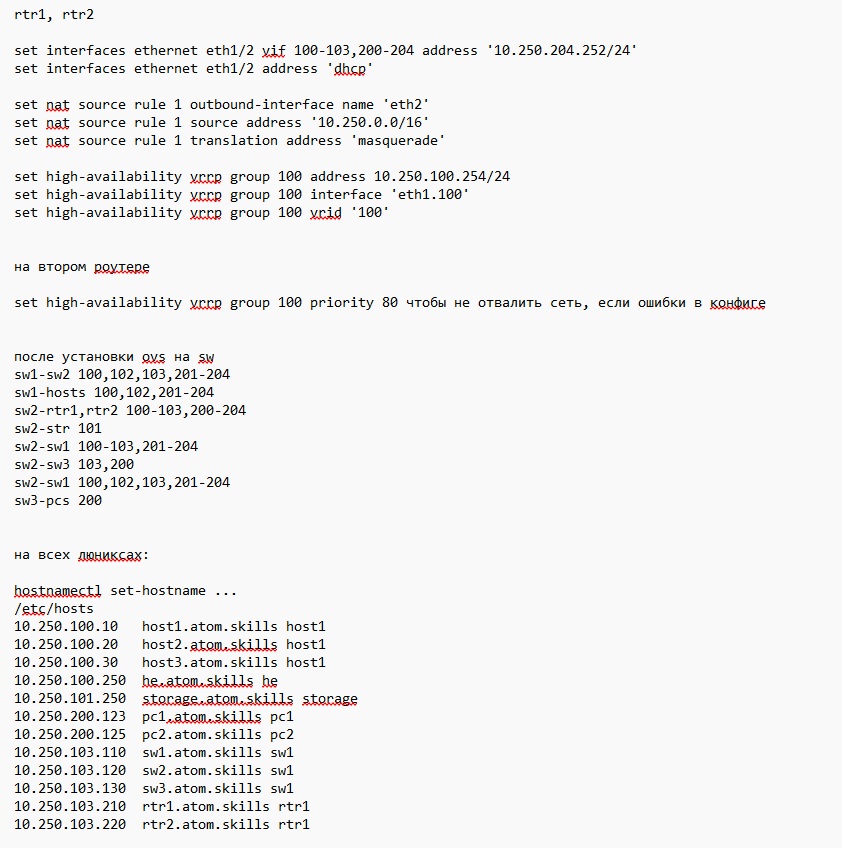 rtr1, rtr2
set interfaces ethernet eth1/2 vif 100-103,200-204 address '10.250.204.252/24'
set interfaces ethernet eth1/2 address 'dhcp'
set nat source rule 1 outbound-interface name 'eth2'
set nat source rule 1 source address '10.250.0.0/16'
set nat source rule 1 translation address 'masquerade'
set high-availability vrrp group 100 address 10.250.100.254/24
set high-availability vrrp group 100 interface 'eth1.100'
set high-availability vrrp group 100 vrid '100'
на втором роутере
set high-availability vrrp group 100 priority 80 чтобы не отвалить сеть, если ошибки в конфиге
после установки ovs на sw
sw1-sw2 100,102,103,201-204
sw1-hosts 100,102,201-204
sw2-rtr1,rtr2 100-103,200-204
sw2-str 101
sw2-sw1 100-103,201-204
sw2-sw3 103,200
sw2-sw1 100,102,103,201-204
sw3-pcs 200
на всех люниксах:
hostnamectl set-hostname ...
/etc/hosts
10.250.100.10 host1.atom.skills host1
10.250.100.20 host2.atom.skills host1
10.250.100.30 host3.atom.skills host1
10.250.100.250 he.atom.skills he
10.250.101.250 storage.atom.skills storage
10.250.200.123 pc1.atom.skills pc1
10.250.200.125 pc2.atom.skills pc2
10.250.103.110 sw1.atom.skills sw1
10.250.103.120 sw2.atom.skills sw1
10.250.103.130 sw3.atom.skills sw1
10.250.103.210 rtr1.atom.skills rtr1
10.250.103.220 rtr2.atom.skills rtr1